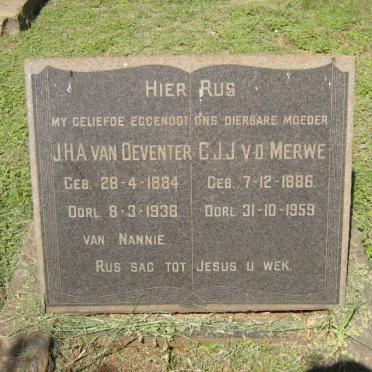 HIER RUS
MY GELIEFDE EGGENOOT ONS DIERBARE MOEDER
J.H.A. VAN DEVENTER C.J.J. V.D. MERWE
GEB. 28-4-1884 GEB. 7-12-1886
OORL. 8-3-1938 OORL. 31-10-1959
VAN NANNIE.
RUS SAG TOT JESUS U WEK.